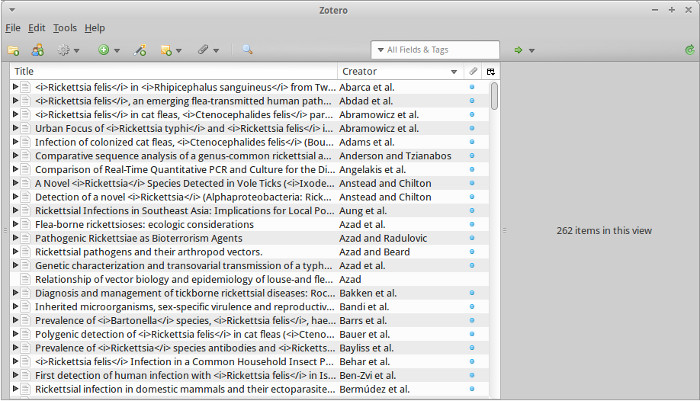 Zotero
File Edit Tools Help
All Fields & Tags
Title Creator
<i>Rickettsia felis</i> in <i>Rhipicephalus sanguineus</i> from Tw... Abarca et al.
<i>Rickettsia felis</i>, an emerging flea-transmitted human path... Abdad et al.
<i>Rickettsia felis</i> in cat fleas, <i>Ctenocephalides felis</i> par... Abramowicz et al.
Urban Focus of <i>Rickettsia typhi</i> and <i>Rickettsia felis</i> i... Abramowicz et al.
Infection of colonized cat fleas, <i>Ctenocephalides felis</i> (Bou... Adams et al.
Comparative sequence analysis of a genus-common rickettsial a... Anderson and Tzianabos
Comparison of Real-Time Quantitative PCR and Culture for the Di... Angelakis et al.
A Novel <i>Rickettsia</i> Species Detected in Vole Ticks (<i>Ixode... Anstead and Chilton
Detection of a novel <i>Rickettsia</i> (Alphaproteobacteria: Rick... Anstead and Chilton
Rickettsial Infections in Southeast Asia: Implications for Local Po... Aung et al.
Flea-borne rickettsioses: ecologic considerations Azad et al.
Pathogenic Rickettsiae as Bioterrorism Agents Azad and Radulovic
Rickettsial pathogens and their arthropod vectors. Azad and Beard
Genetic characterization and transovarial transmission of a typh... Azad et al.
Relationship of vector biology and epidemiology of louse-and fle... Azad
Diagnosis and management of tickborne rickettsial diseases: Roc... Bakken et al.
Inherited microorganisms, sex-specific virulence and reproductiv... Bandi et al.
Prevalence of <i>Bartonella</i> species, <i>Rickettsia felis</i>, hae... Barrs et al.
Polygenic detection of <i>Rickettsia felis</i> in cat fleas (<i>Cteno... Bauer et al.
Prevalence of <i>Rickettsia</i> species antibodies and <i>Ricketts... Bayliss et al.
<i>Rickettsia felis</i> Infection in a Common Household Insect P... Behar et al.
First detection of human infection with <i>Rickettsia felis</i> in Is... Ben-Zvi et al.
Rickettsial infection in domestic mammals and their ectoparasite... Bermúdez et al.
262 items in this view